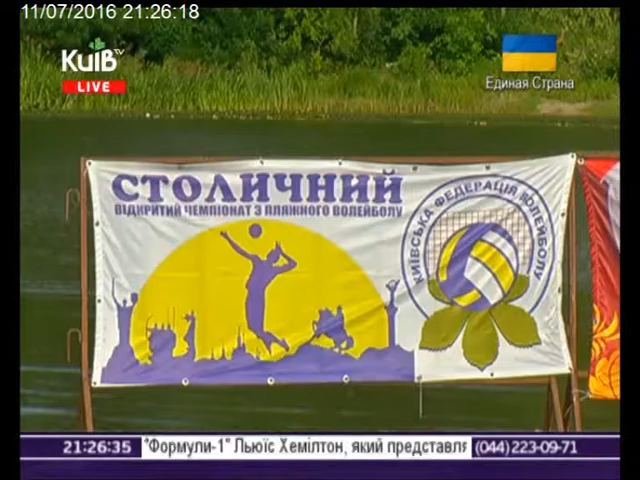 11/07/2016 21:26:18
КиїВ TV
LIVE
Единая Страна
СТОЛИЧНИЙ
ВІДКРИТИЙ ЧЕМПІОНАТ З ПЛЯЖНОГО ВОЛЕЙБОЛУ
КИЇВСЬКА ФЕДЕРАЦІЯ ВОЛЕЙБОЛУ
21:26:35 "Формули-1" Льюїс Хемілтон, який представля (044)223-09-71